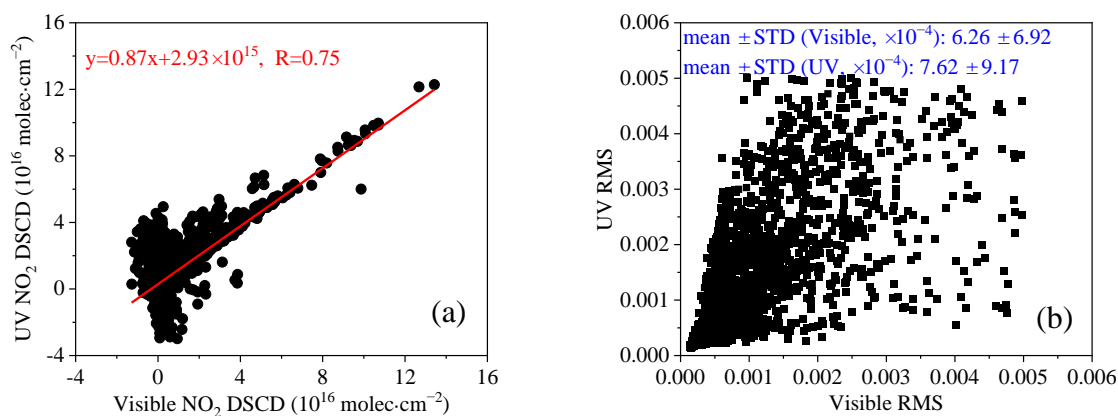 16
12
8
4
0
-4
-4
0
4
8
12
16
UV NO₂ DSCD (10¹⁶ molec·cm⁻²)
Visible NO₂ DSCD (10¹⁶ molec·cm⁻²)
y=0.87x+2.93×10¹⁵, R=0.75
(a)
0.006
0.005
0.004
0.003
0.002
0.001
0.000
0.000
0.001
0.002
0.003
0.004
0.005
0.006
UV RMS
Visible RMS
mean ±STD (Visible, ×10⁻⁴): 6.26 ±6.92
mean ±STD (UV, ×10⁻⁴): 7.62 ±9.17
(b)